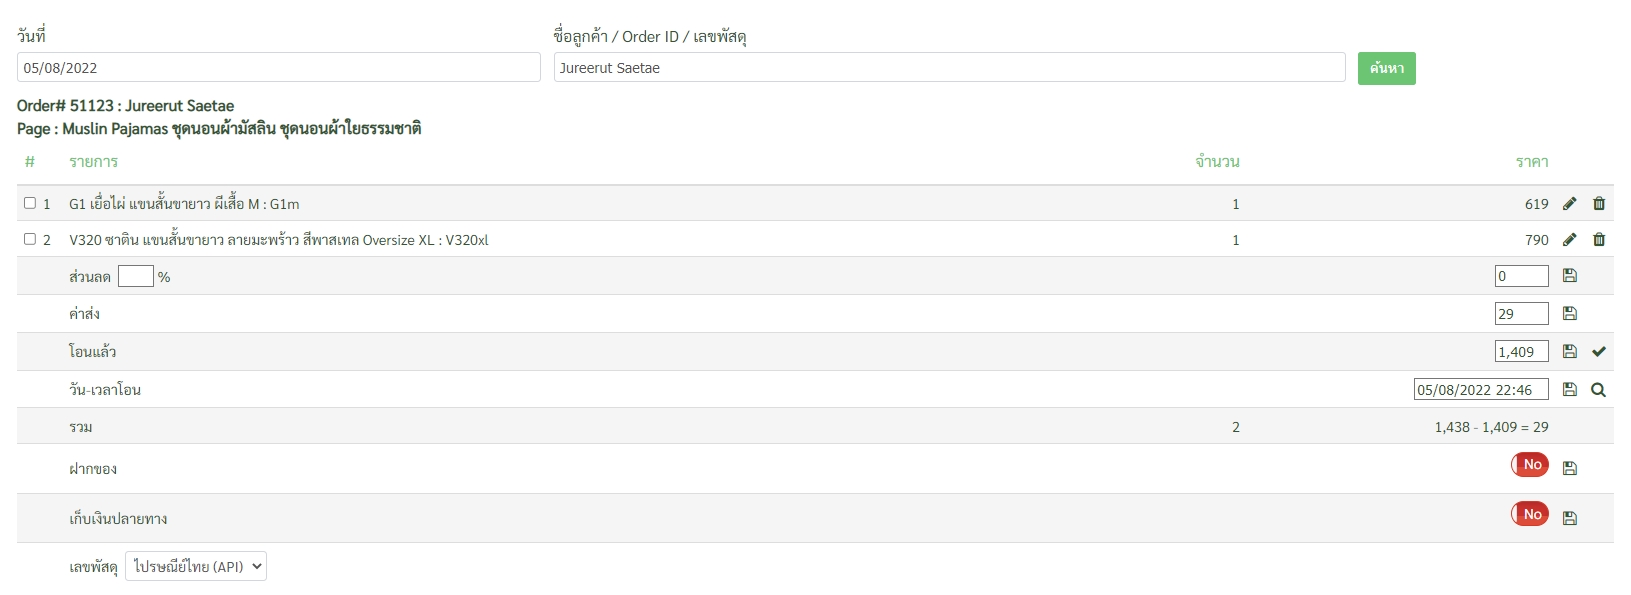 วันที่ ชื่อลูกค้า / Order ID / เลขพัสดุ
05/08/2022 Jureerut Saetae ค้นหา
Order# 51123 : Jureerut Saetae
Page : Muslin Pajamas ชุดนอนผ้ามัสลิน ชุดนอนผ้าใยธรรมชาติ
# รายการ จำนวน ราคา
1 G1 เยื่อไผ่ แขนสั้นขายาว ผีเสื้อ M : G1m 1 619
2 V320 ซาติน แขนสั้นขายาว ลายมะพร้าว สีพาสเทล Oversize XL : V320xl 1 790
ส่วนลด % 0
ค่าส่ง 29
โอนแล้ว 1,409
วัน-เวลาโอน 05/08/2022 22:46
รวม 2 1,438 - 1,409 = 29
ฝากของ No
เก็บเงินปลายทาง No
เลขพัสดุ ไปรษณีย์ไทย (API)